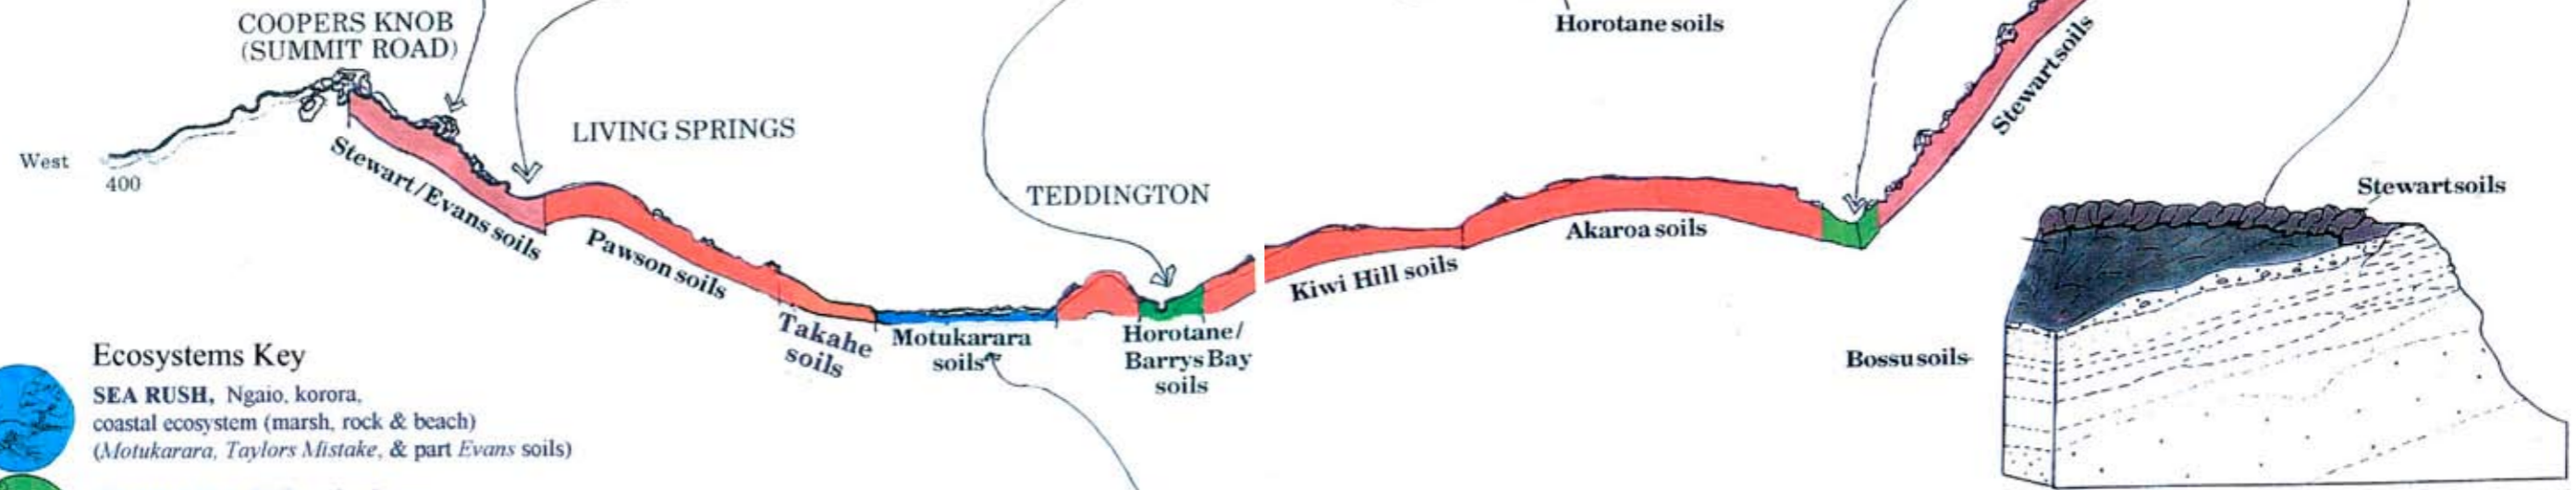 COOPERS KNOB
(SUMMIT ROAD)
Horotane soils
West
400
LIVING SPRINGS
TEDDINGTON
Stewart soils
Stewart soils
Stewart/Evans soils
Pawson soils
Takahe
soils
Motukarara
soils
Horotane/
Barrys Bay
soils
Kiwi Hill soils
Akaroa soils
Bossu soils
Ecosystems Key
SEA RUSH, Ngaio, korora,
coastal ecosystem (marsh, rock & beach)
(Motukarara, Taylors Mistake, & part Evans soils)